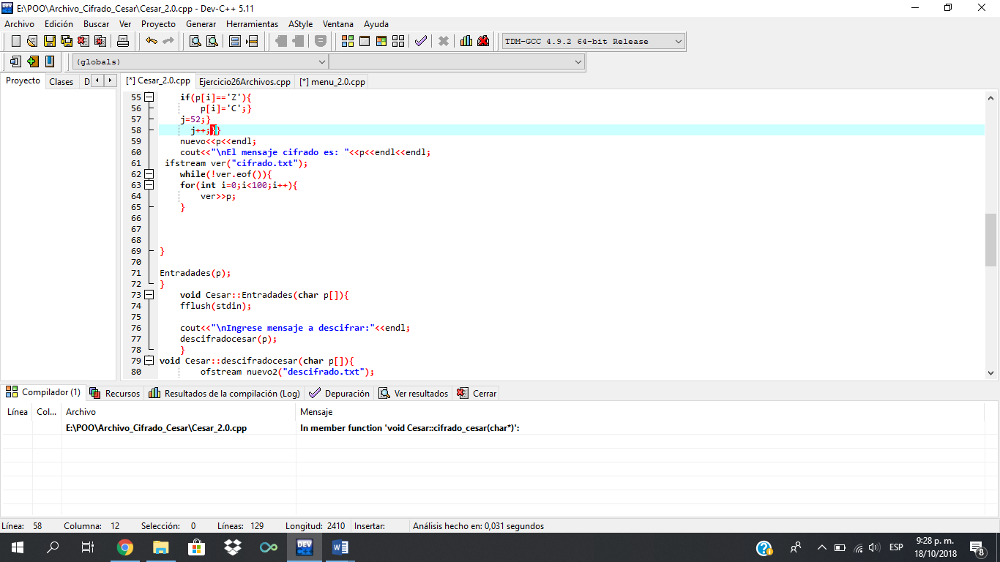 E:\POO\Archivo_Cifrado_Cesar\Cesar_2.0.cpp - Dev-C++ 5.11
Archivo Edición Buscar Ver Proyecto Generar Herramientas AStyle Ventana Ayuda
TDM-GCC 4.9.2 64-bit Release
(globals)
Proyecto Clases D [*] Cesar_2.0.cpp Ejercicio26Archivos.cpp [*] menu_2.0.cpp
55 if(p[i]=='Z'){
56 p[i]='C';}
57 j=52;}
58 j++;}}
59 nuevo<<p<<endl;
60 cout<<"\nEl mensaje cifrado es: "<<p<<endl<<endl;
61 ifstream ver("cifrado.txt");
62 while(!ver.eof()){
63 for(int i=0;i<100;i++){
64 ver>>p;
65 }
66
67
68
69 }
70
71 Entradades(p);
72 }
73 void Cesar::Entradades(char p[]){
74 fflush(stdin);
75
76 cout<<"\nIngrese mensaje a descifrar:"<<endl;
77 descifradocesar(p);
78 }
79 void Cesar::descifradocesar(char p[]){
80 ofstream nuevo2("descifrado.txt");
Compilador (1) Recursos Resultados de la compilación (Log) Depuración Ver resultados Cerrar
Línea Col... Archivo Mensaje
E:\POO\Archivo_Cifrado_Cesar\Cesar_2.0.cpp In member function 'void Cesar::cifrado_cesar(char*)':
Línea: 58 Columna: 12 Selección: 0 Líneas: 129 Longitud: 2410 Insertar: Análisis hecho en: 0,031 segundos
DEV
ESP
9:28 p. m.
18/10/2018
8